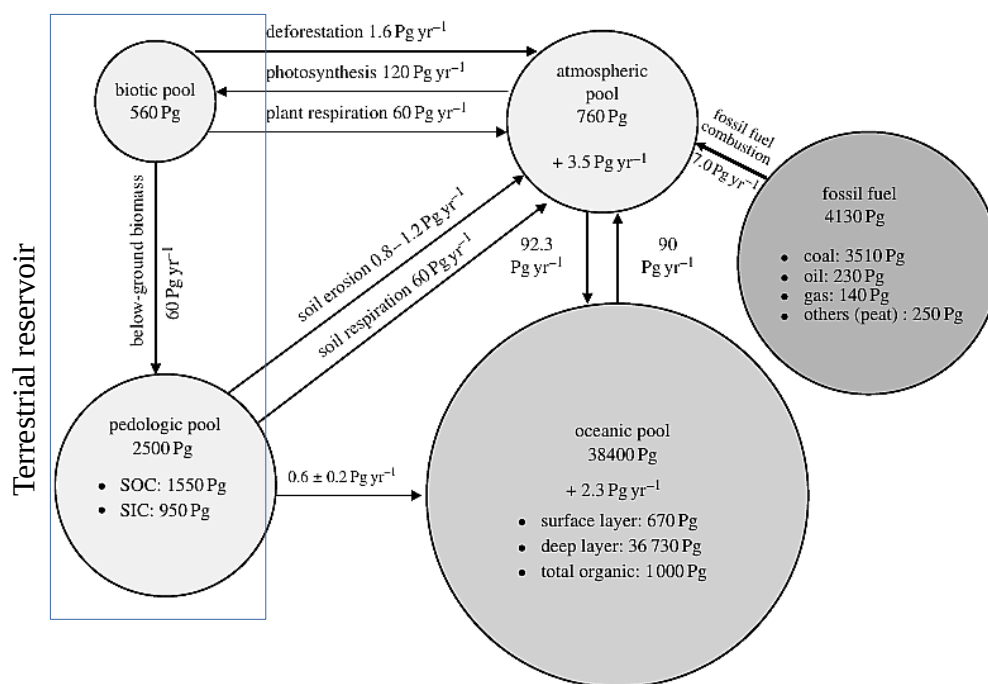 Terrestrial reservoir
deforestation 1.6 Pg yr⁻¹
photosynthesis 120 Pg yr⁻¹
plant respiration 60 Pg yr⁻¹
biotic pool
560 Pg
atmospheric
pool
760 Pg
+ 3.5 Pg yr⁻¹
fossil fuel
combustion
7.0 Pg yr⁻¹
fossil fuel
4130 Pg
• coal: 3510 Pg
• oil: 230 Pg
• gas: 140 Pg
• others (peat) : 250 Pg
below-ground biomass
60 Pg yr⁻¹
soil erosion 0.8–1.2 Pg yr⁻¹
soil respiration 60 Pg yr⁻¹
92.3
Pg yr⁻¹
90
Pg yr⁻¹
pedologic pool
2500 Pg
• SOC: 1550 Pg
• SIC: 950 Pg
0.6 ± 0.2 Pg yr⁻¹
oceanic pool
38400 Pg
+ 2.3 Pg yr⁻¹
• surface layer: 670 Pg
• deep layer: 36 730 Pg
• total organic: 1 000 Pg